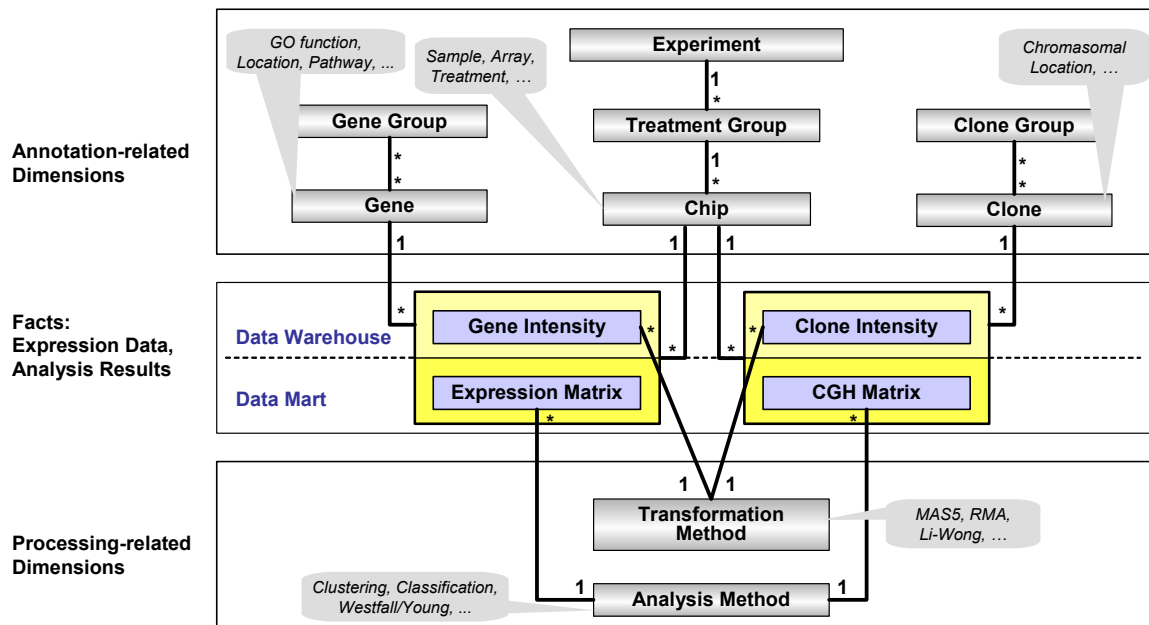 GO function,
Location, Pathway, ...
Sample, Array,
Treatment, …
Experiment
Chromasomal
Location, …
1
*
Gene Group
Treatment Group
Clone Group
Annotation-related
Dimensions
*
*
1
*
*
*
Gene
Chip
Clone
1
1
1
1
Facts:
Expression Data,
Analysis Results
Data Warehouse
Data Mart
*
Gene Intensity
*
*
*
Clone Intensity
*
*
Expression Matrix
*
CGH Matrix
*
1
1
Transformation
Method
MAS5, RMA,
Li-Wong, …
Processing-related
Dimensions
Clustering, Classification,
Westfall/Young, ...
1
Analysis Method
1